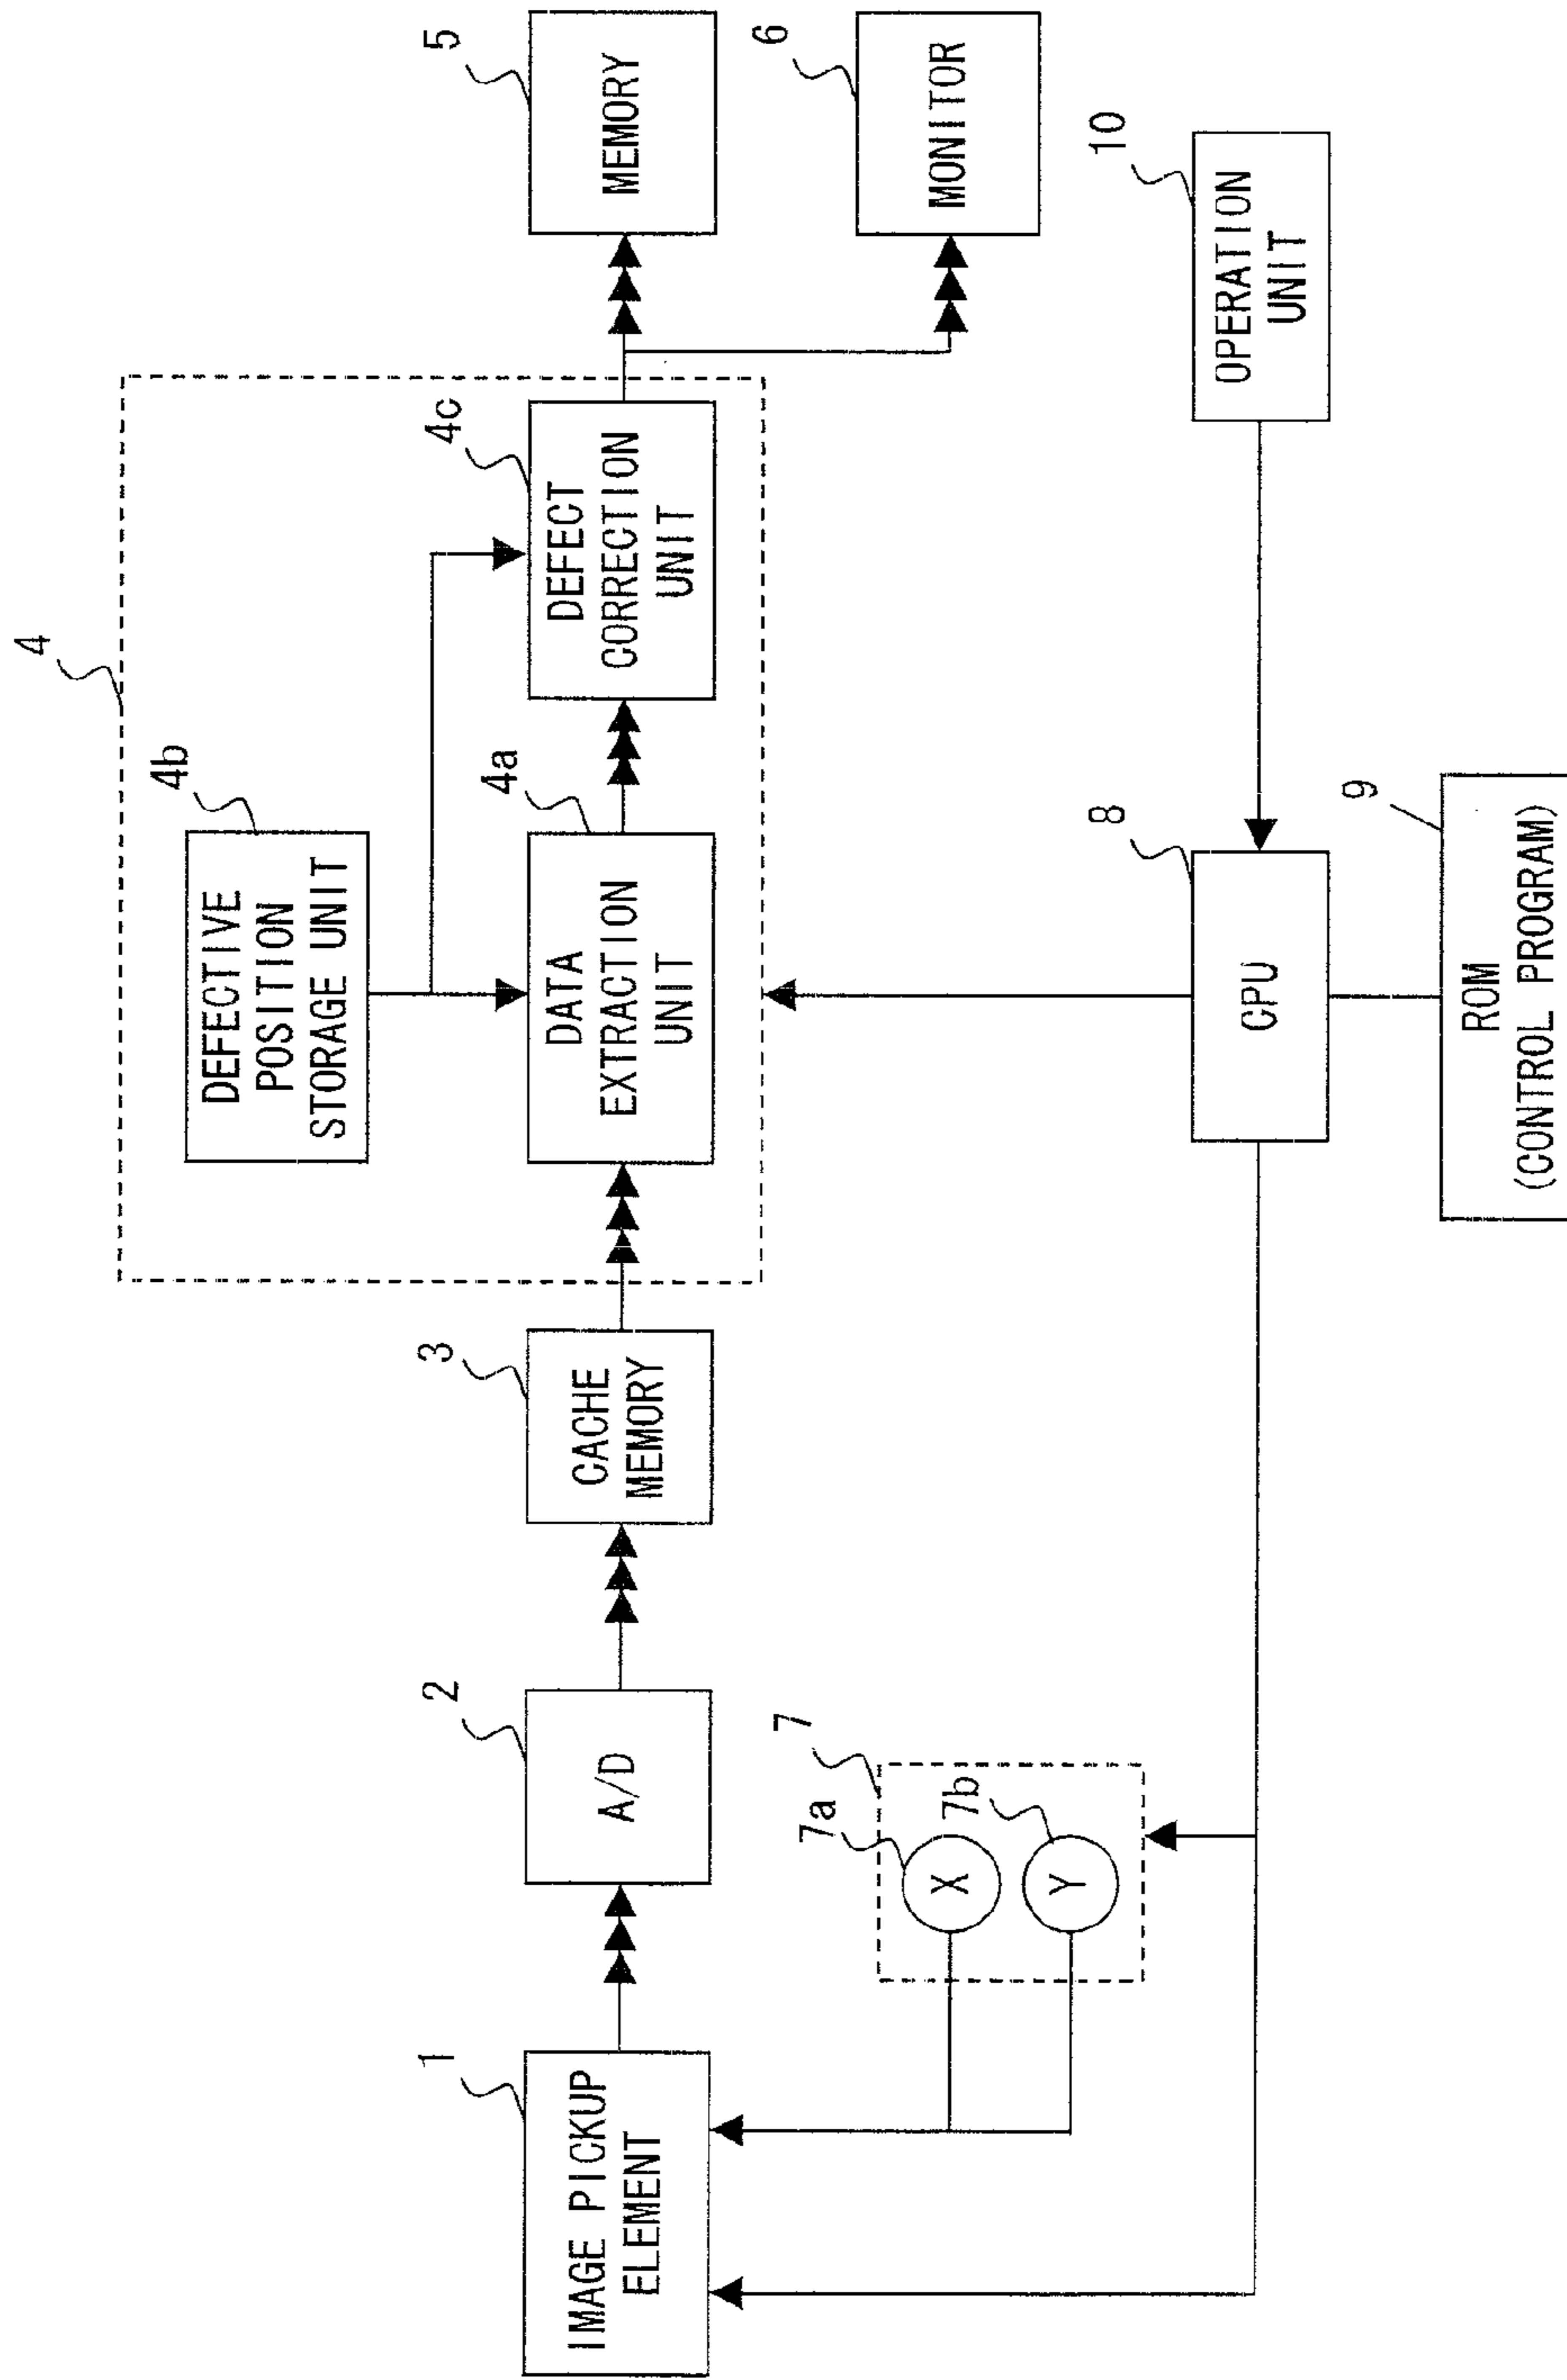 4
4b
DEFECTIVE
POSITION
STORAGE UNIT
1
IMAGE PICKUP
ELEMENT
2
A/D
3
CACHE
MEMORY
4a
DATA
EXTRACTION
UNIT
4c
DEFECT
CORRECTION
UNIT
5
MEMORY
6
MONITOR
7
7a
X
7b
Y
8
CPU
10
OPERATION
UNIT
9
ROM
(CONTROL PROGRAM)